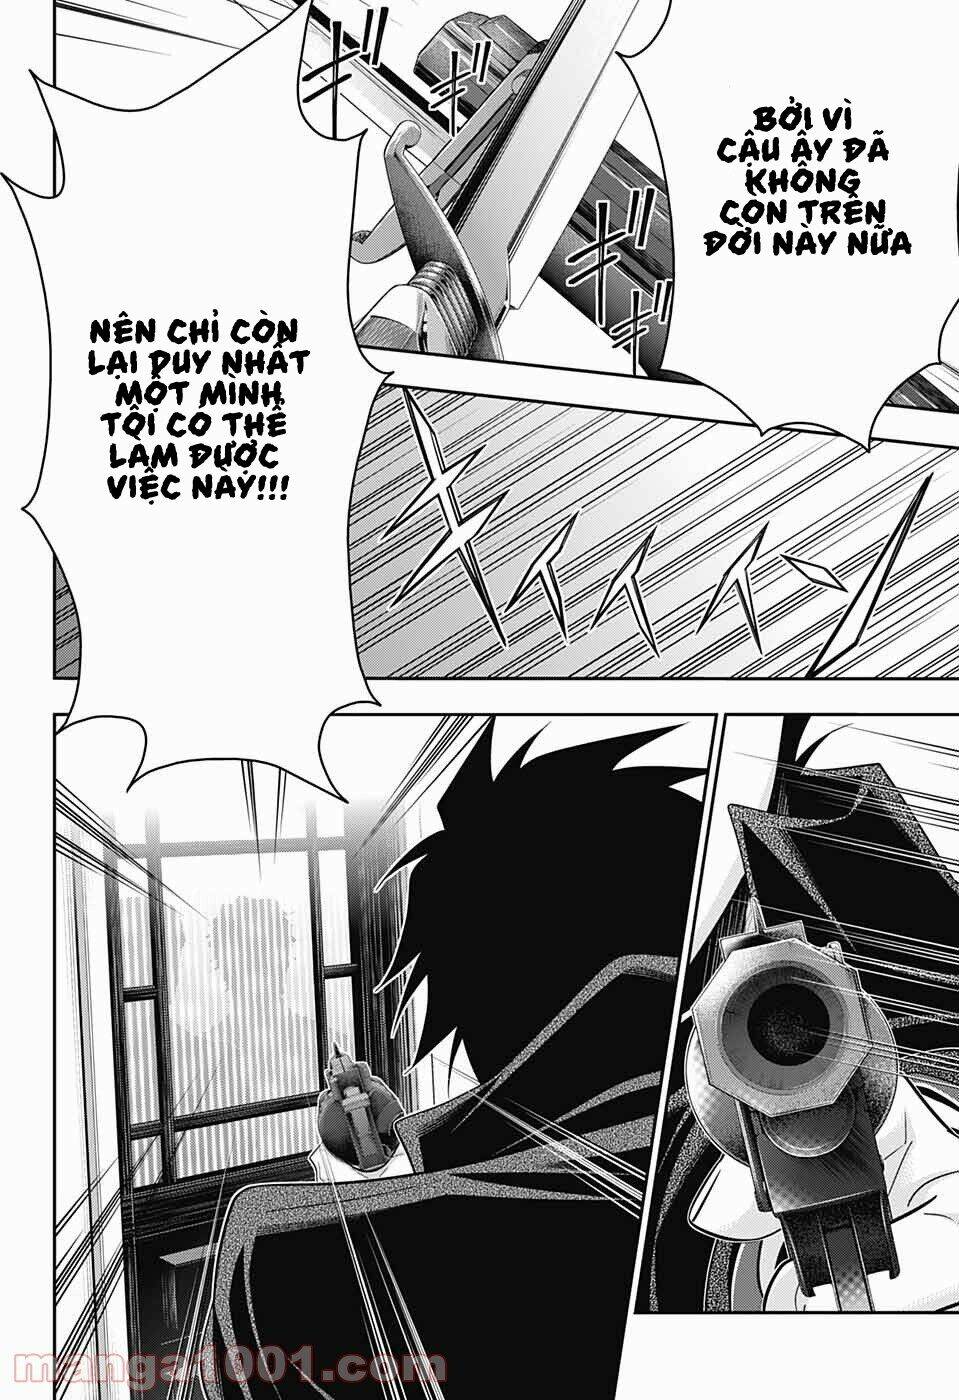 BỞI VÌ
CẬU ẤY ĐÃ
KHÔNG
CÒN TRÊN
ĐỜI NÀY NỮA
NÊN CHỈ CÒN
LẠI DUY NHẤT
MỘT MÌNH
TÔI CÓ THỂ
LÀM ĐƯỢC
VIỆC NÀY!!!
manga1001.com